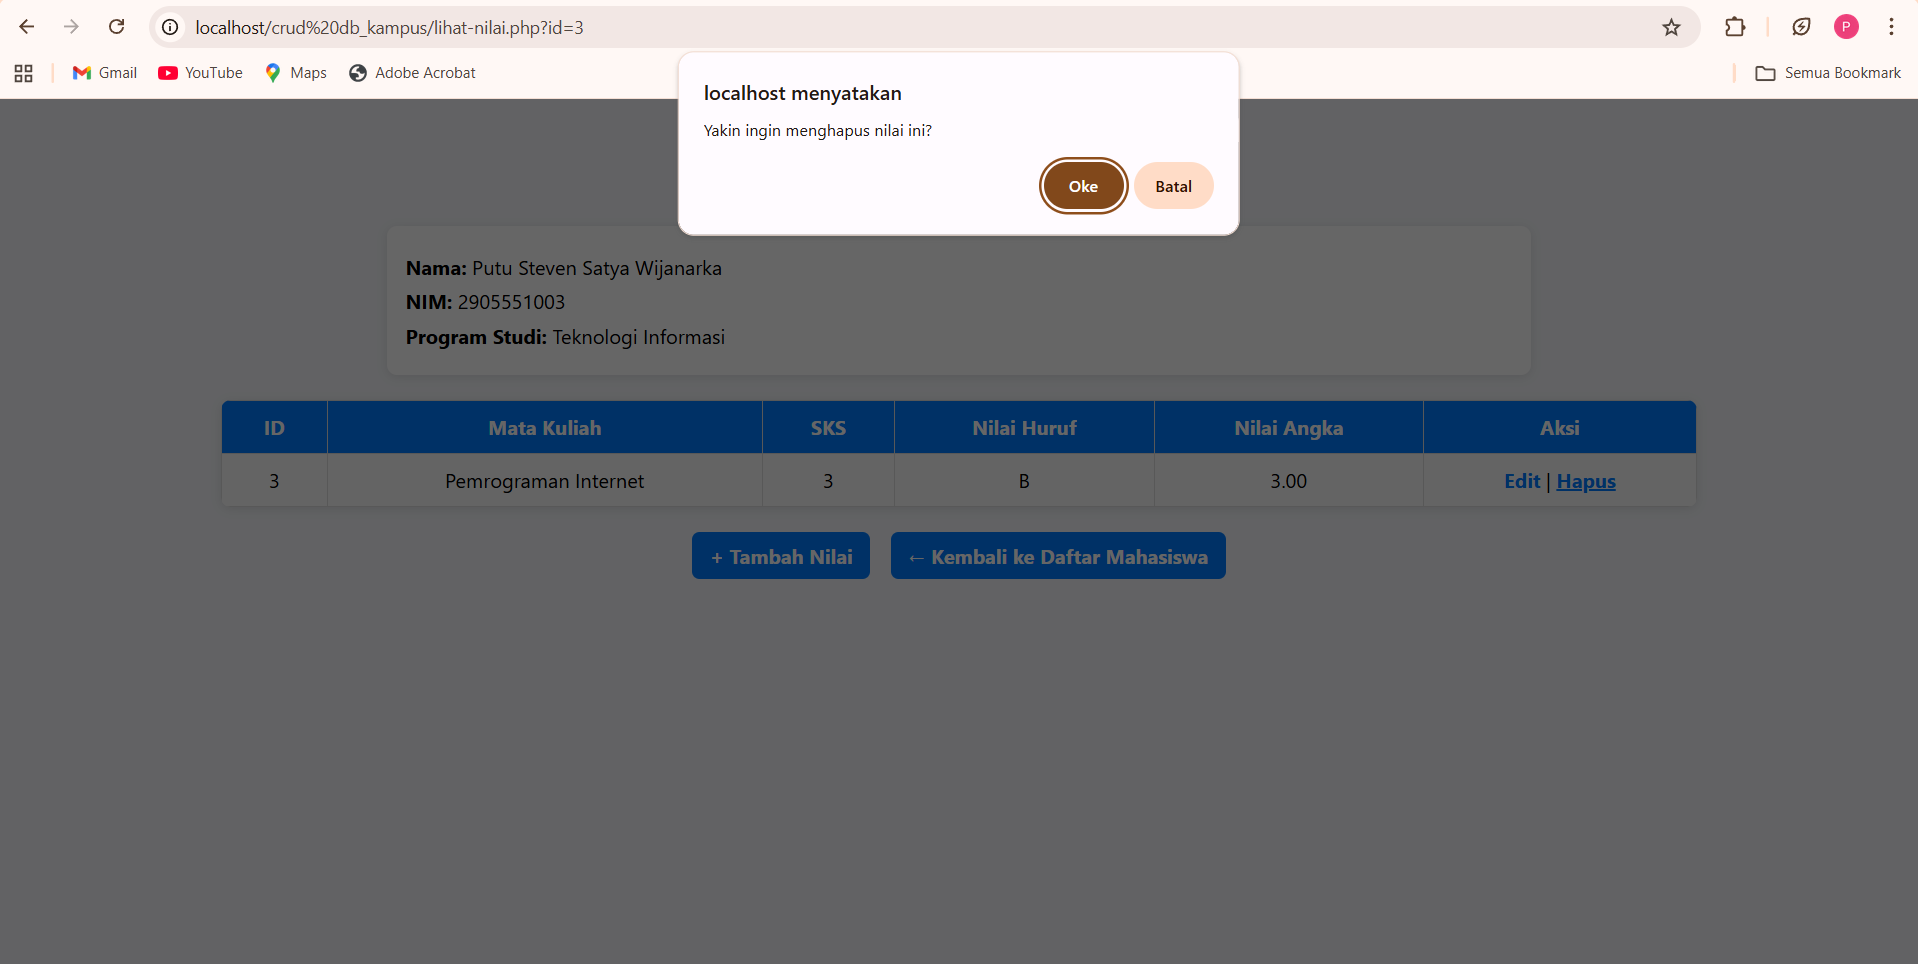 localhost/crud%20db_kampus/lihat-nilai.php?id=3
P
Gmail YouTube Maps Adobe Acrobat Semua Bookmark
localhost menyatakan
Yakin ingin menghapus nilai ini?
Oke Batal
Nama: Putu Steven Satya Wijanarka
NIM: 2905551003
Program Studi: Teknologi Informasi
ID Mata Kuliah SKS Nilai Huruf Nilai Angka Aksi
3 Pemrograman Internet 3 B 3.00 Edit | Hapus
+ Tambah Nilai ← Kembali ke Daftar Mahasiswa